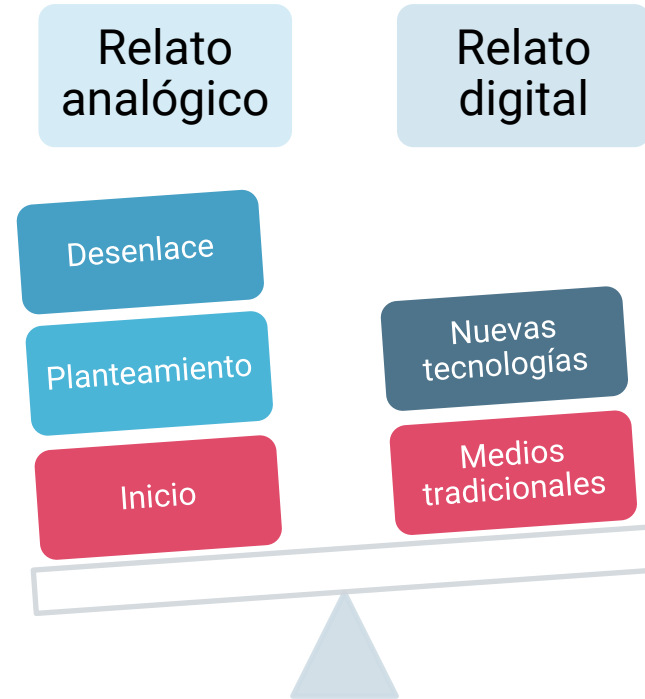 Relato
analógico
Relato
digital
Desenlace
Planteamiento
Inicio
Nuevas
tecnologías
Medios
tradicionales